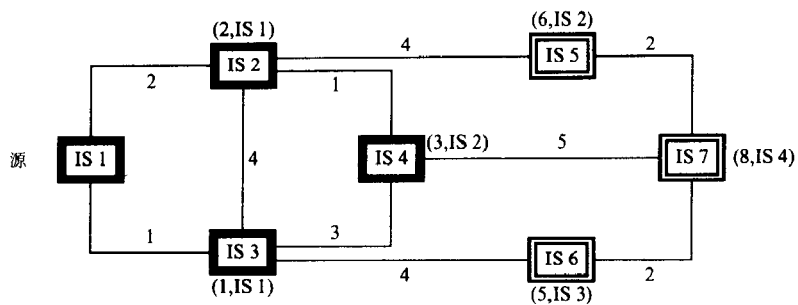 (2,IS 1)
(6,IS 2)
IS 2
4
IS 5
2
2
1
源
IS 1
4
IS 4
(3,IS 2)
5
IS 7
(8,IS 4)
1
IS 3
3
4
IS 6
2
(1,IS 1)
(5,IS 3)